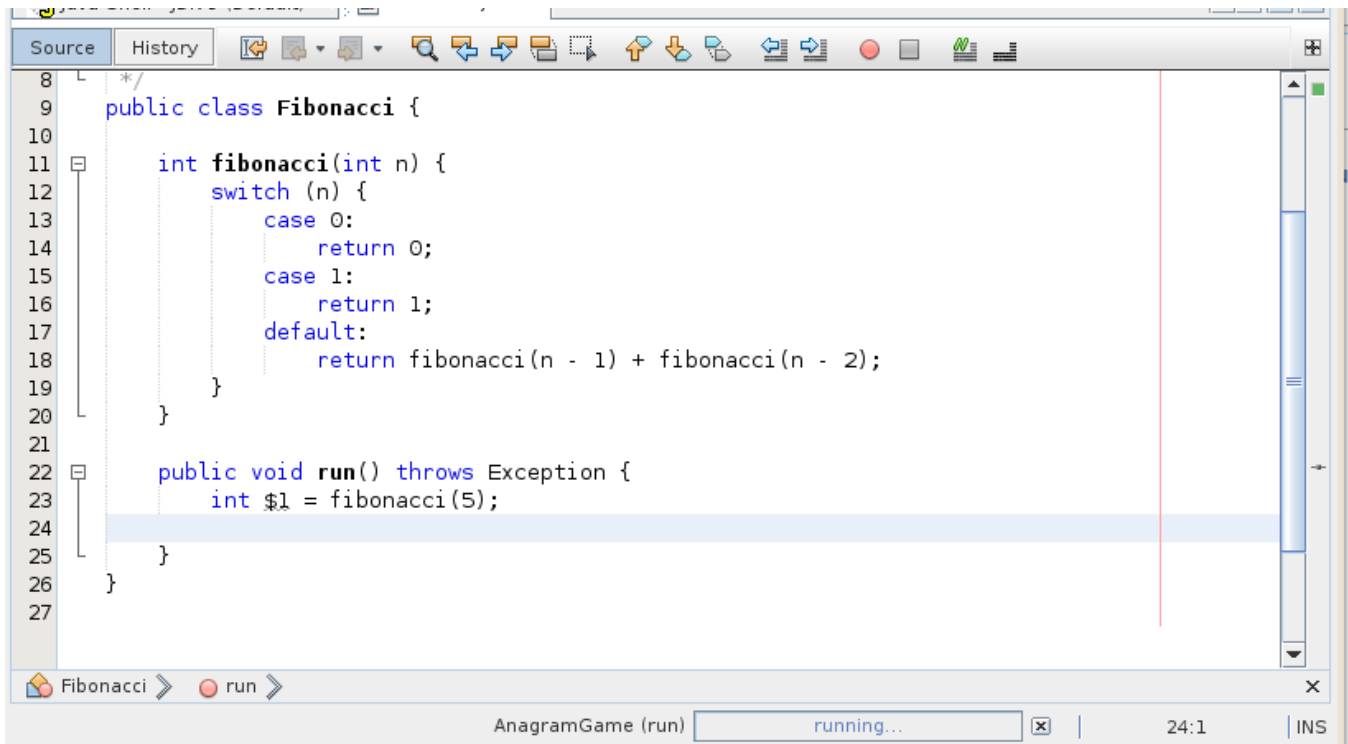 Source History
8 */
9 public class Fibonacci {
10
11 int fibonacci(int n) {
12 switch (n) {
13 case 0:
14 return 0;
15 case 1:
16 return 1;
17 default:
18 return fibonacci(n - 1) + fibonacci(n - 2);
19 }
20 }
21
22 public void run() throws Exception {
23 int $1 = fibonacci(5);
24
25 }
26 }
27
Fibonacci run
AnagramGame (run) running... 24:1 INS